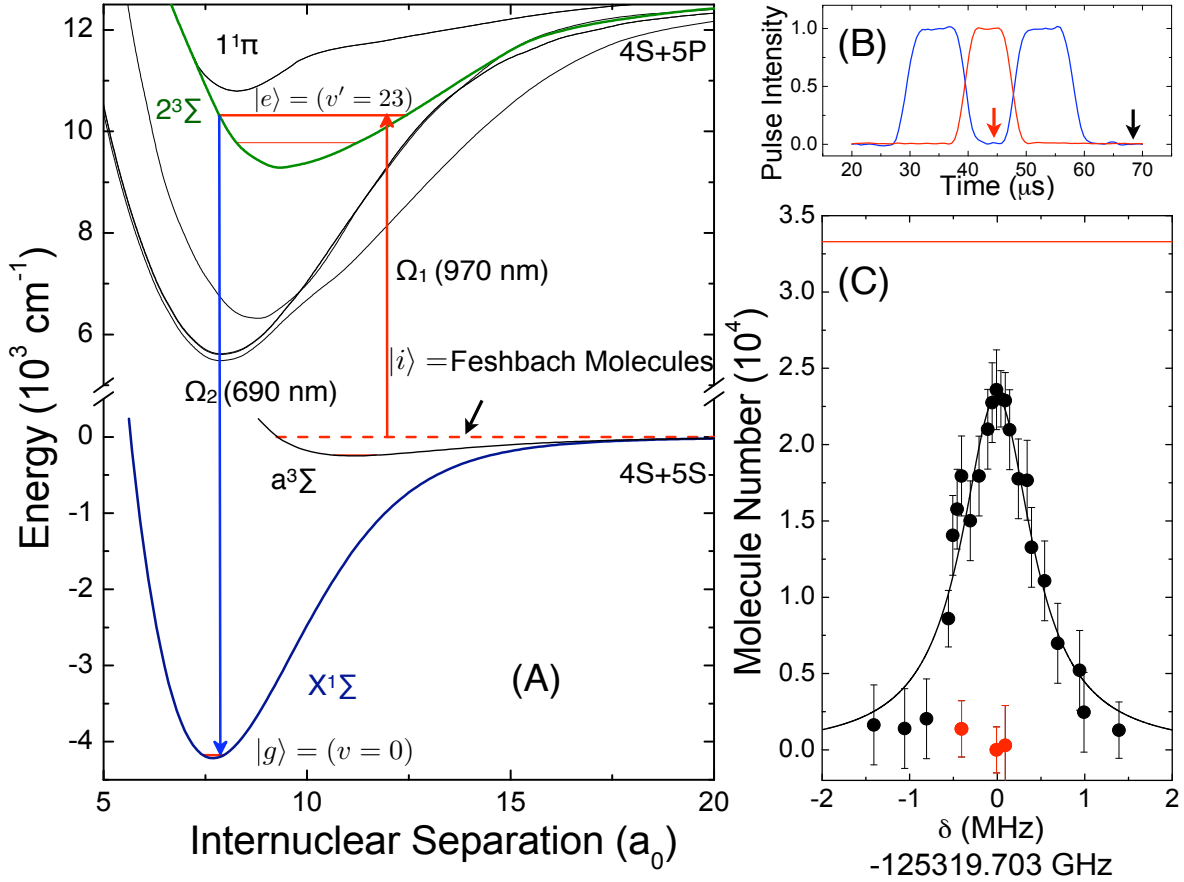 12
10
8
6
0
-1
-2
-3
-4
Energy (10³ cm⁻¹)
5
10
15
20
Internuclear Separation (a₀)
1¹π
4S+5P
|e⟩ = (v′ = 23)
2³Σ
Ω₁ (970 nm)
|i⟩ = Feshbach Molecules
Ω₂ (690 nm)
a³Σ
4S+5S
X¹Σ
(A)
|g⟩ = (v = 0)
(B)
Pulse Intensity
1.0
0.5
0.0
20
30
40
50
60
70
Time (μs)
(C)
Molecule Number (10⁴)
3.5
3.0
2.5
2.0
1.5
1.0
0.5
0.0
-2
-1
0
1
2
δ (MHz)
-125319.703 GHz